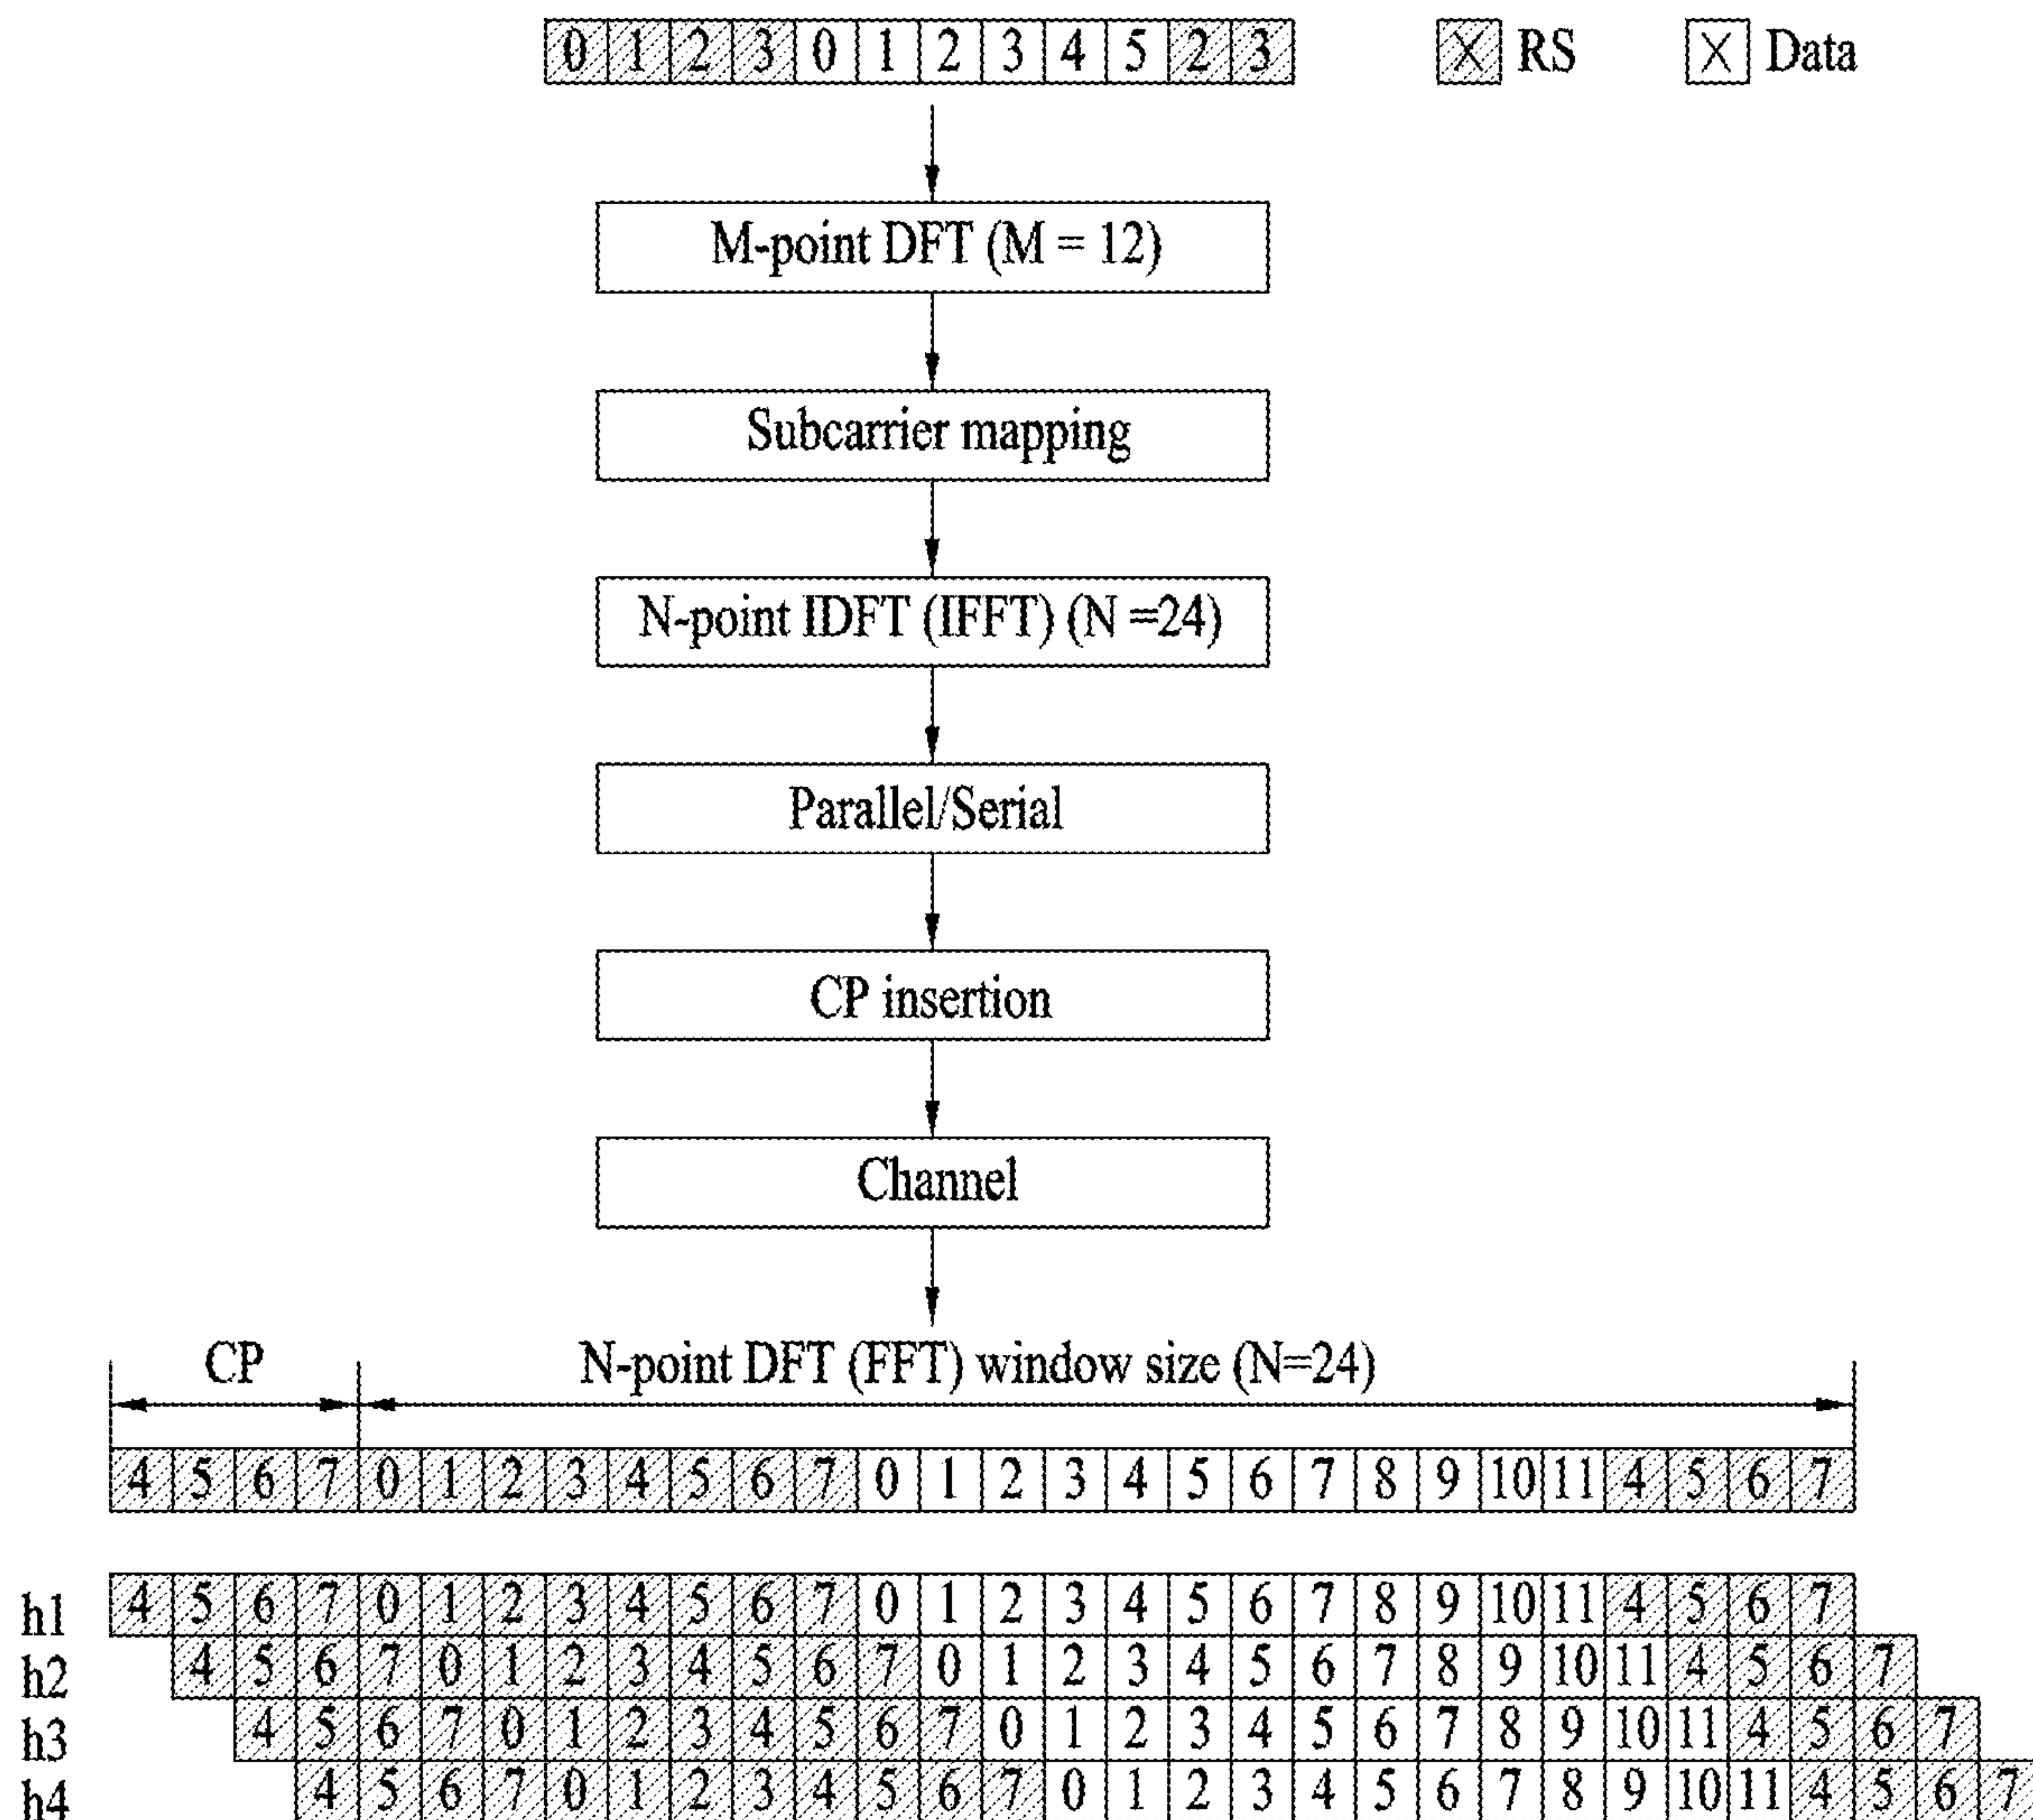 0 1 2 3 0 1 2 3 4 5 2 3 X RS X Data
M-point DFT (M = 12)
Subcarrier mapping
N-point IDFT (IFFT) (N =24)
Parallel/Serial
CP insertion
Channel
CP N-point DFT (FFT) window size (N=24)
4 5 6 7 0 1 2 3 4 5 6 7 0 1 2 3 4 5 6 7 8 9 10 11 4 5 6 7
h1 4 5 6 7 0 1 2 3 4 5 6 7 0 1 2 3 4 5 6 7 8 9 10 11 4 5 6 7
h2 4 5 6 7 0 1 2 3 4 5 6 7 0 1 2 3 4 5 6 7 8 9 10 11 4 5 6 7
h3 4 5 6 7 0 1 2 3 4 5 6 7 0 1 2 3 4 5 6 7 8 9 10 11 4 5 6 7
h4 4 5 6 7 0 1 2 3 4 5 6 7 0 1 2 3 4 5 6 7 8 9 10 11 4 5 6 7